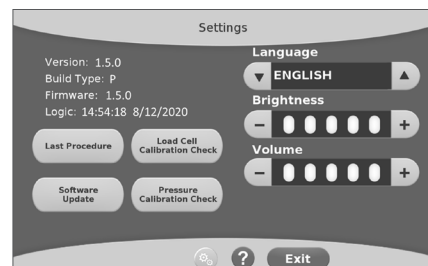 Settings
Version: 1.5.0
Build Type: P
Firmware: 1.5.0
Logic: 14:54:18 8/12/2020
Last Procedure
Load Cell
Calibration Check
Software
Update
Pressure
Calibration Check
Language
▼ ENGLISH ▲
Brightness
− +
Volume
− +
? Exit